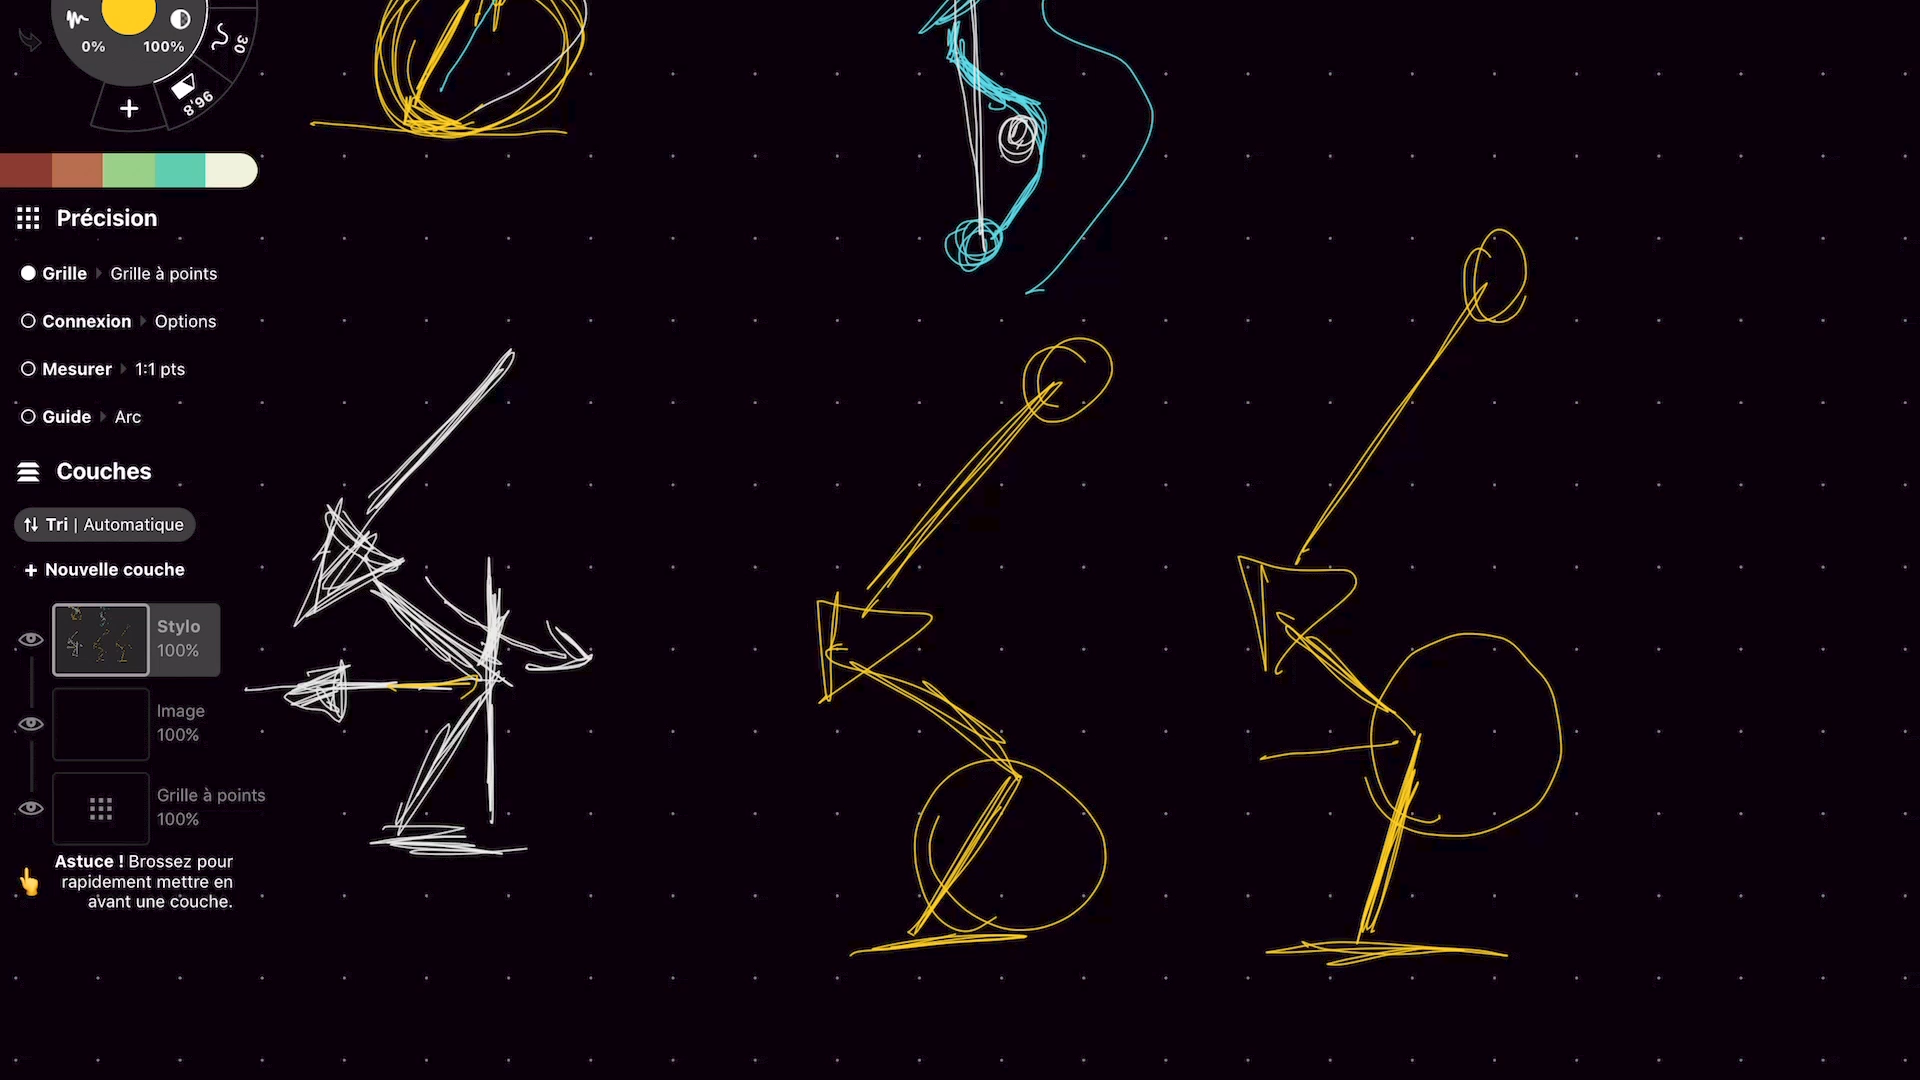 0%
100%
30
8,96
Précision
Grille Grille à points
Connexion Options
Mesurer 1:1 pts
Guide Arc
Couches
Tri | Automatique
+ Nouvelle couche
Stylo
100%
Image
100%
Grille à points
100%
Astuce ! Brossez pour
rapidement mettre en
avant une couche.